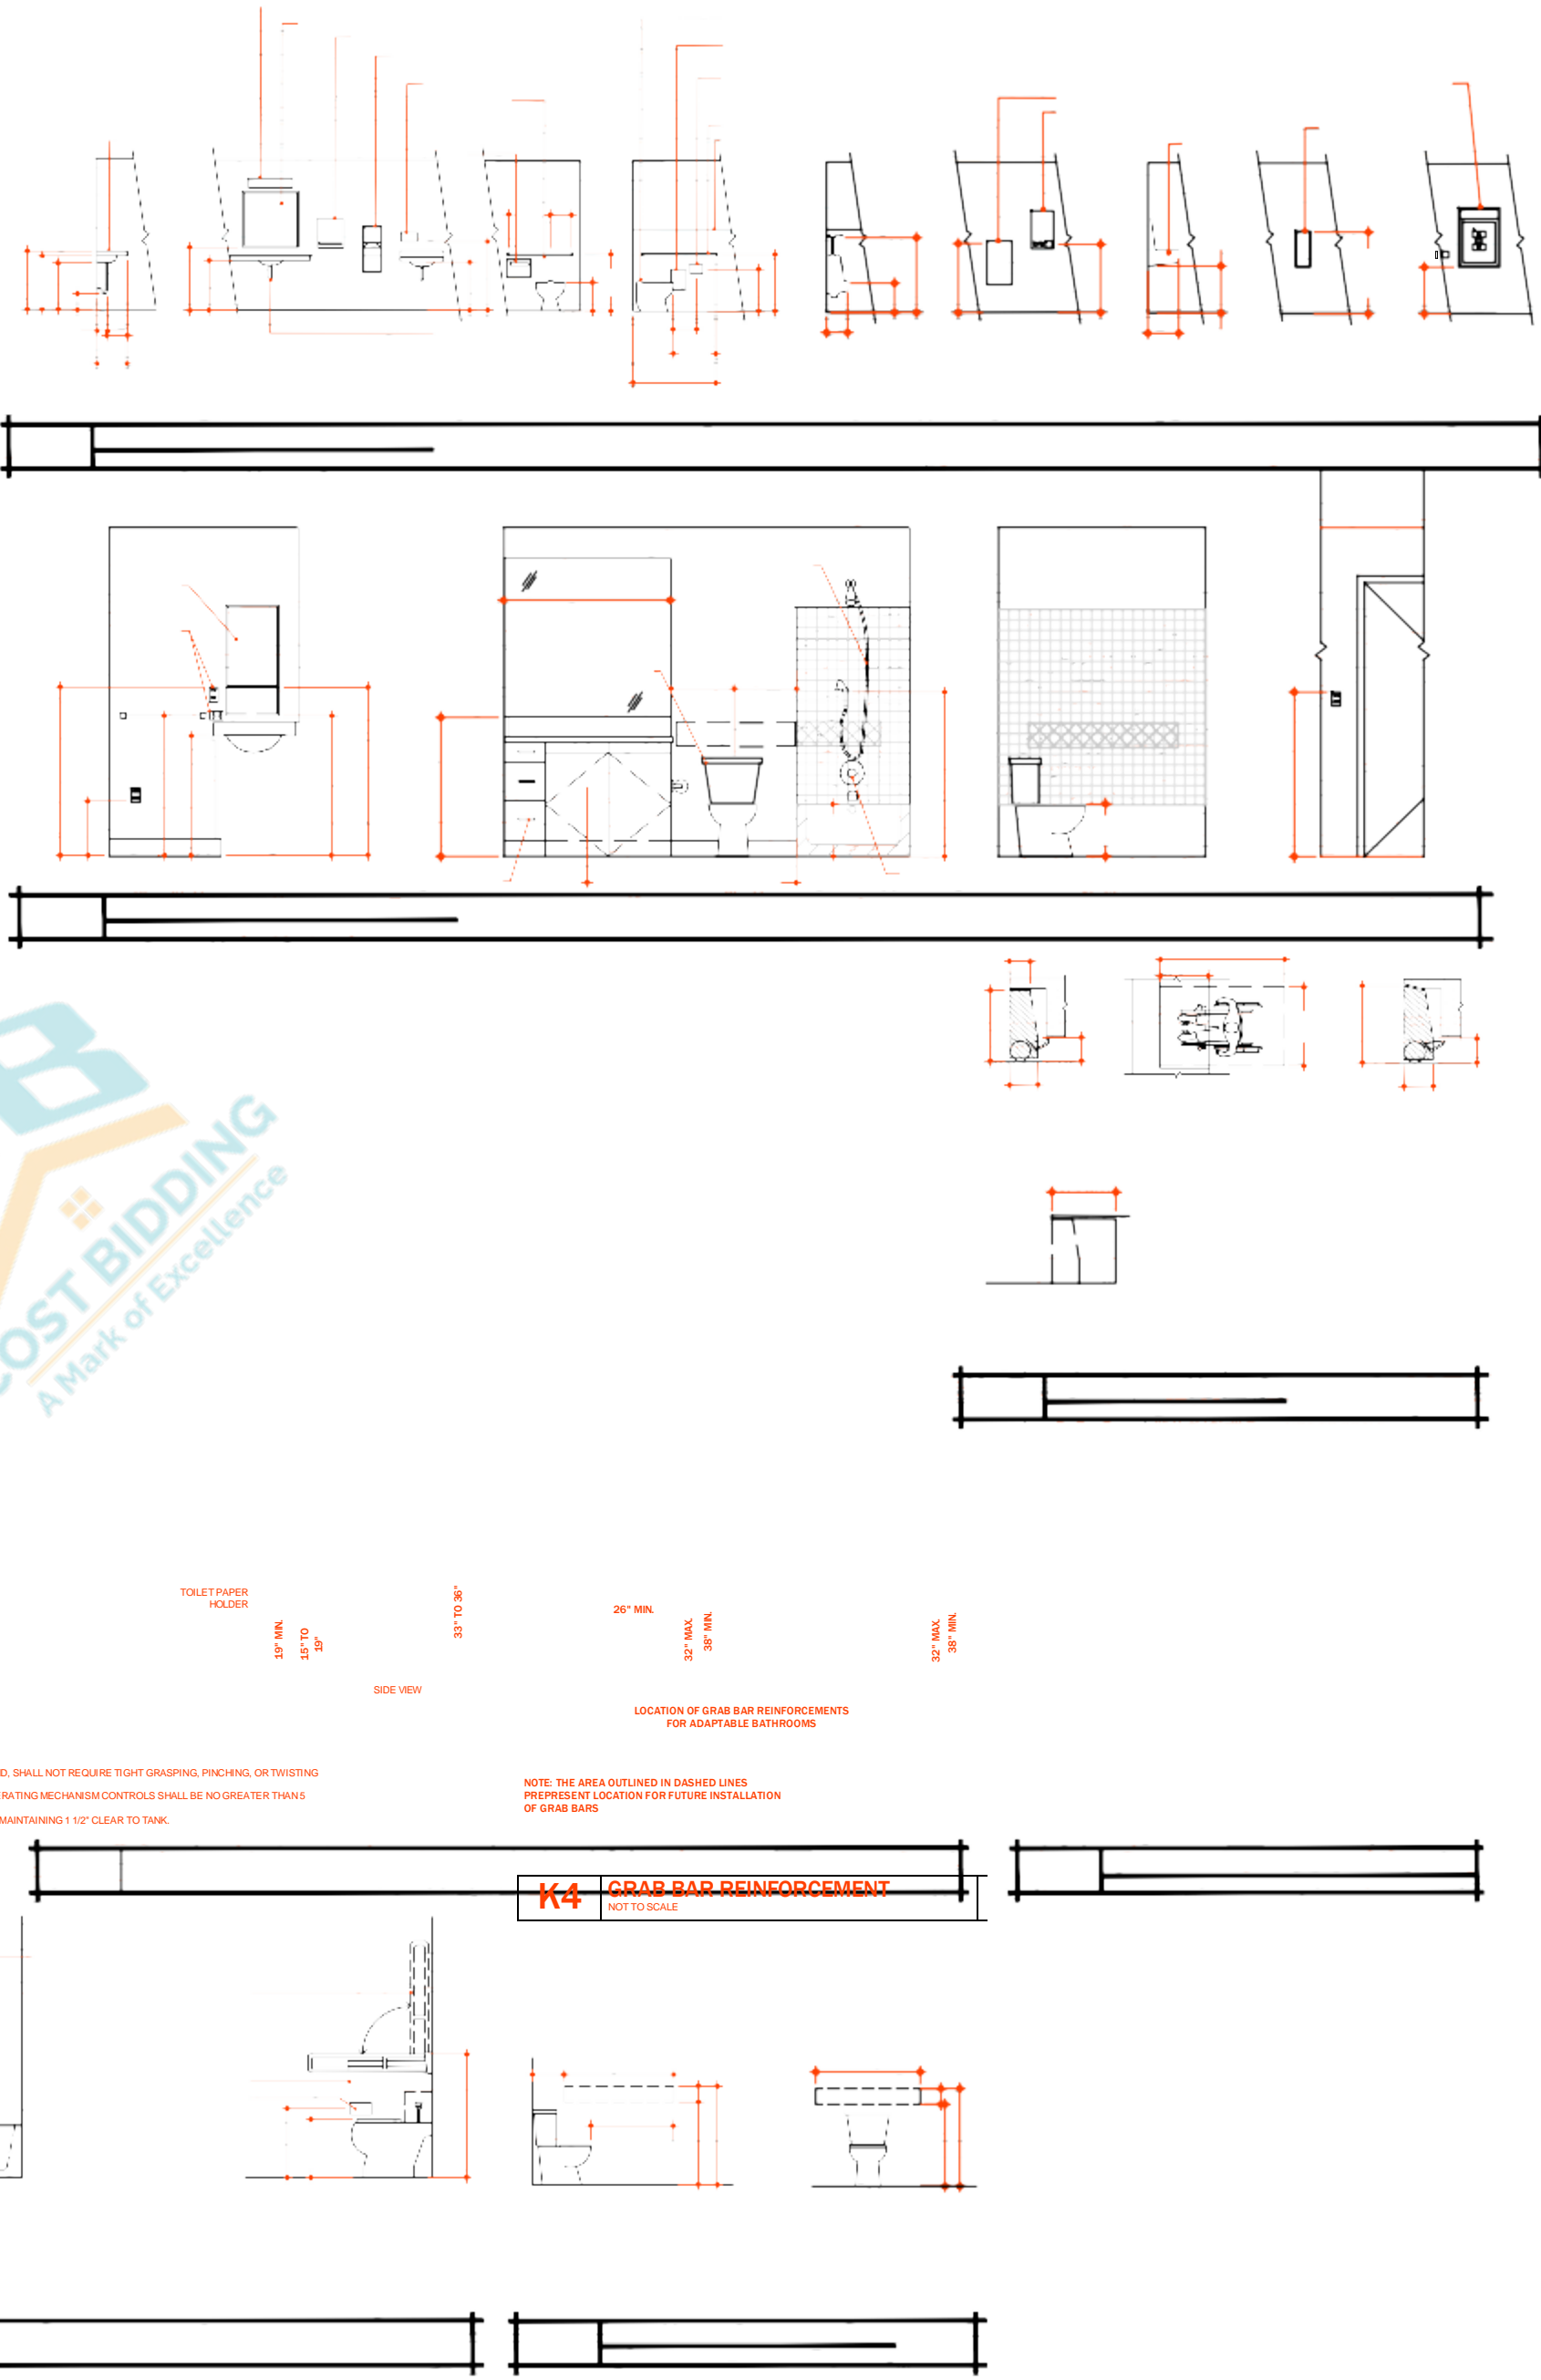 OST BIDDING
A Mark of Excellence
TOILET PAPER
HOLDER
19" MIN.
15" TO
19"
33" TO 36"
26" MIN.
32" MAX.
38" MIN.
32" MAX.
38" MIN.
SIDE VIEW
LOCATION OF GRAB BAR REINFORCEMENTS
FOR ADAPTABLE BATHROOMS
D, SHALL NOT REQUIRE TIGHT GRASPING, PINCHING, OR TWISTING
RATING MECHANISM CONTROLS SHALL BE NO GREATER THAN 5
MAINTAINING 1 1/2" CLEAR TO TANK.
NOTE: THE AREA OUTLINED IN DASHED LINES
PREPRESENT LOCATION FOR FUTURE INSTALLATION
OF GRAB BARS
K4
GRAB BAR REINFORCEMENT
NOT TO SCALE